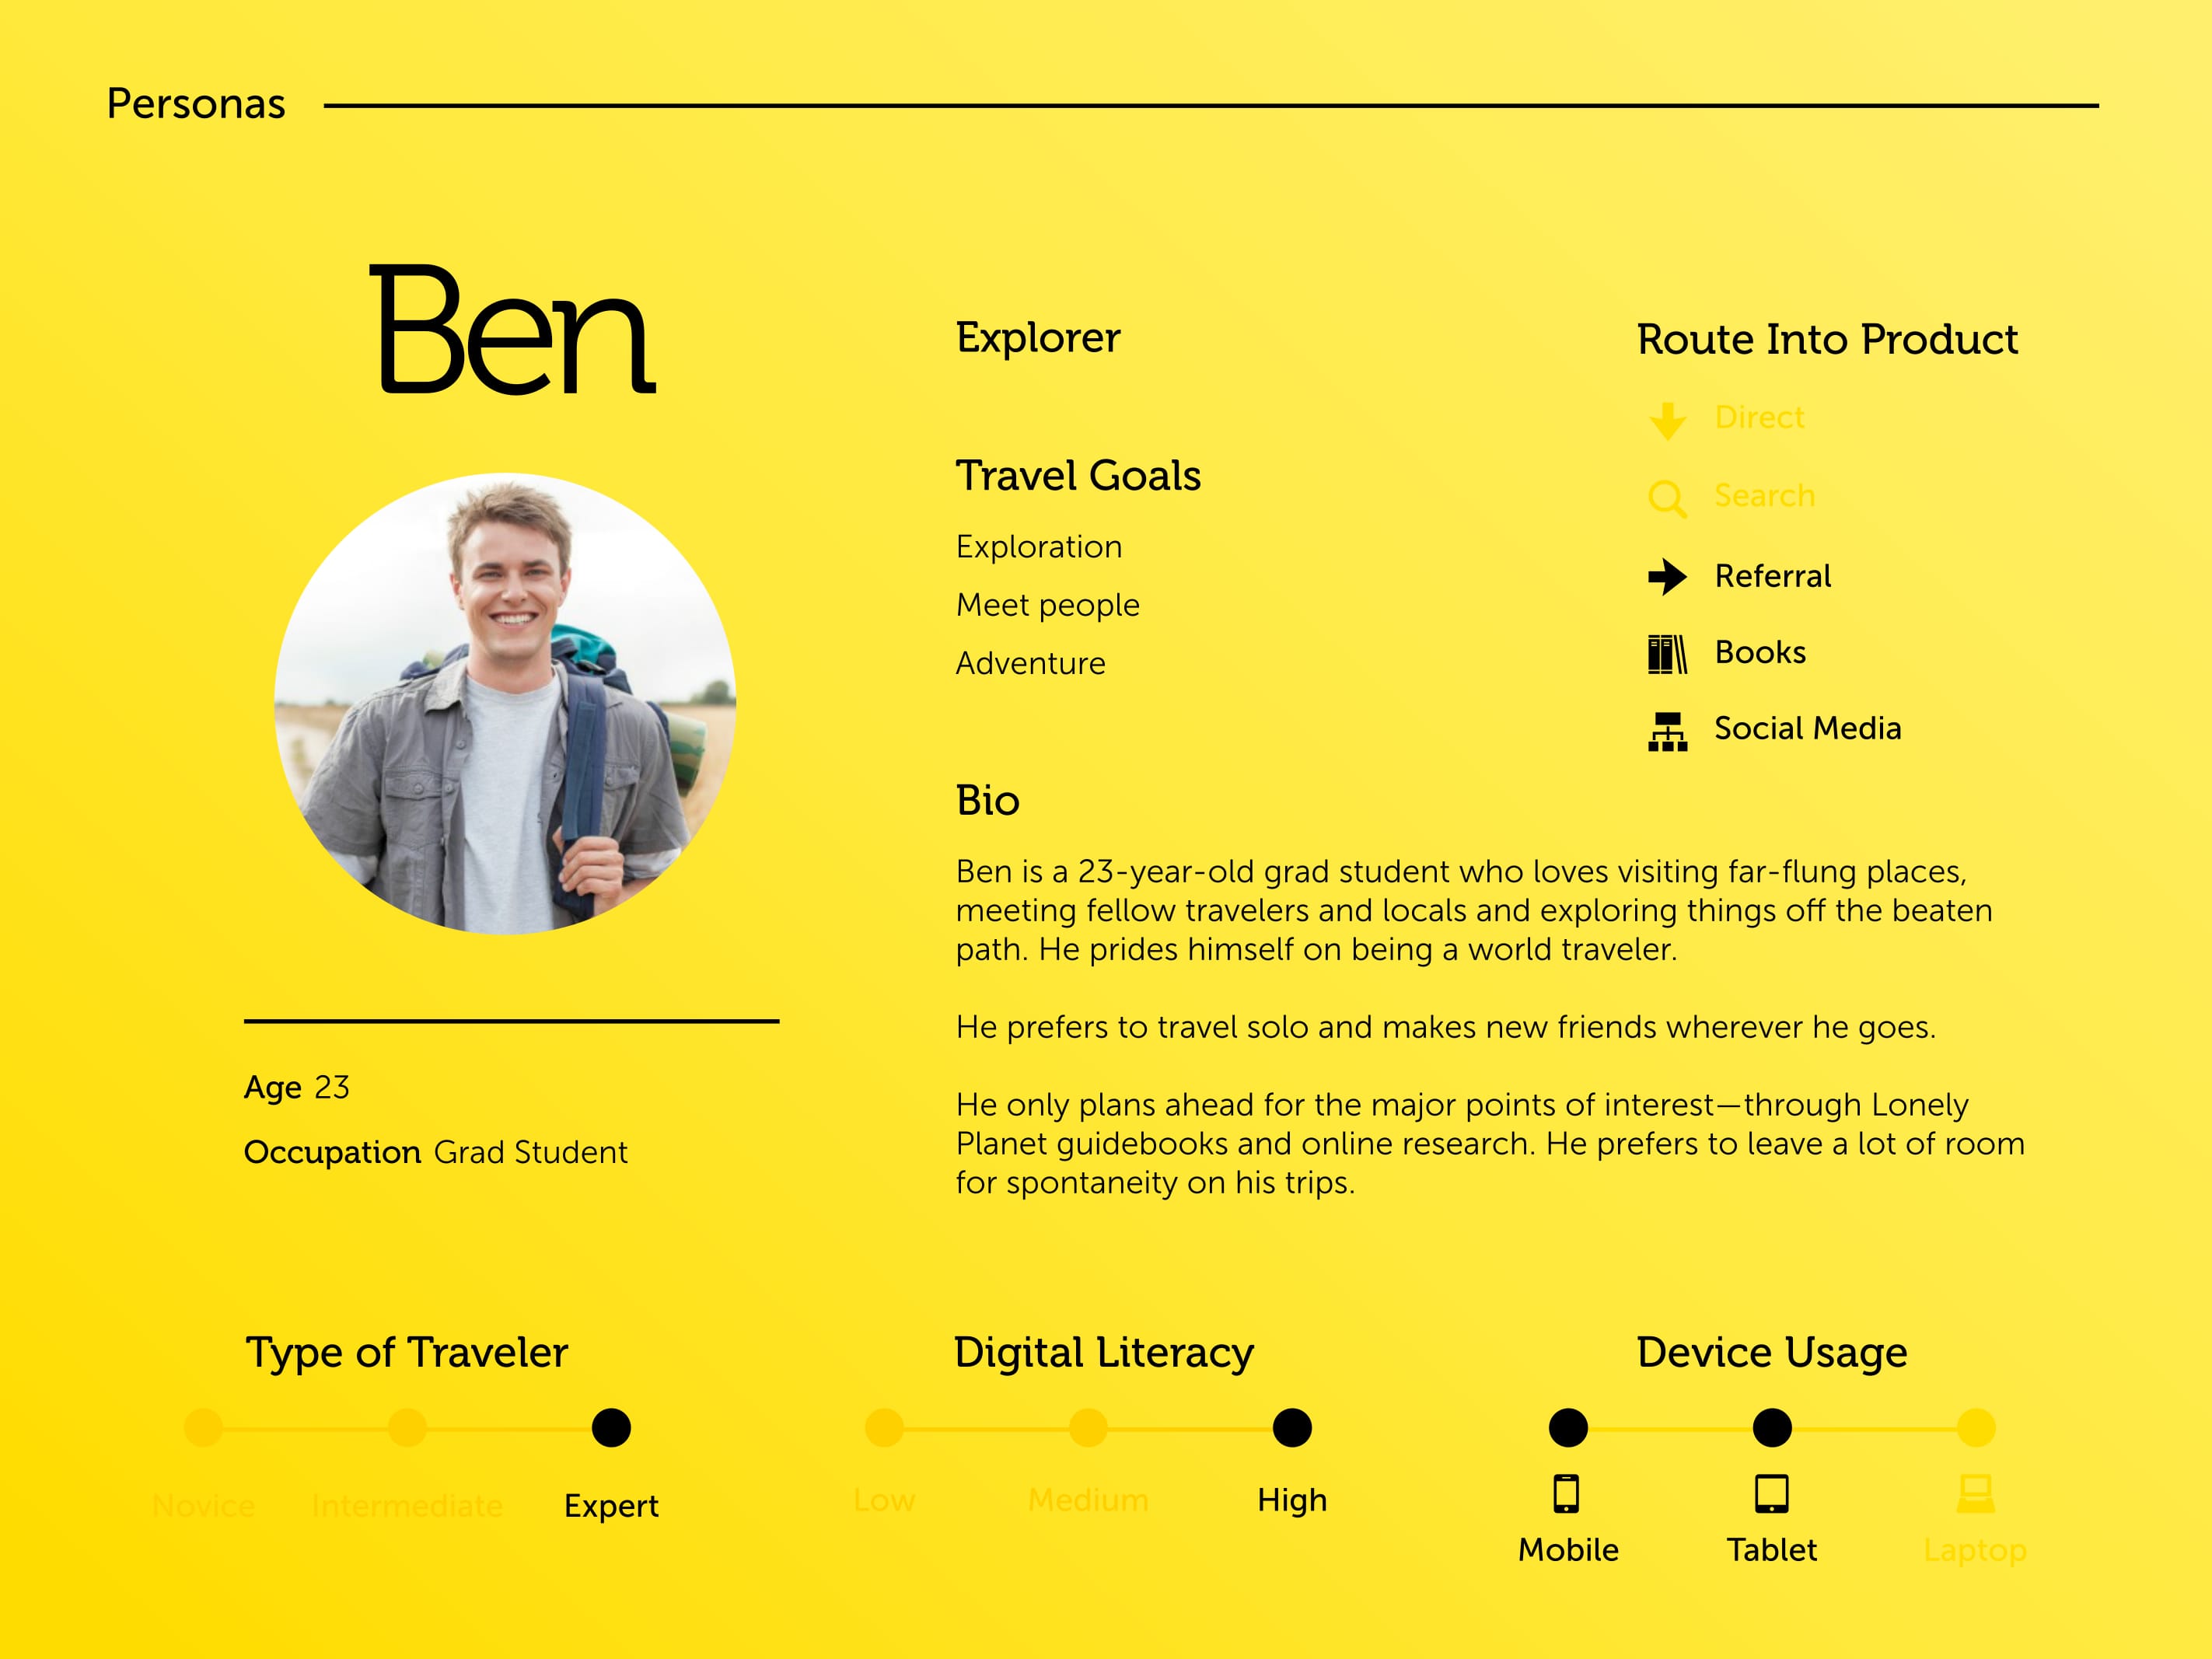 Personas
Ben
Age 23
Occupation Grad Student
Explorer
Travel Goals
Exploration
Meet people
Adventure
Route Into Product
Direct
Search
Referral
Books
Social Media
Bio
Ben is a 23-year-old grad student who loves visiting far-flung places,
meeting fellow travelers and locals and exploring things off the beaten
path. He prides himself on being a world traveler.
He prefers to travel solo and makes new friends wherever he goes.
He only plans ahead for the major points of interest—through Lonely
Planet guidebooks and online research. He prefers to leave a lot of room
for spontaneity on his trips.
Type of Traveler
Novice Intermediate Expert
Digital Literacy
Low Medium High
Device Usage
Mobile Tablet Laptop